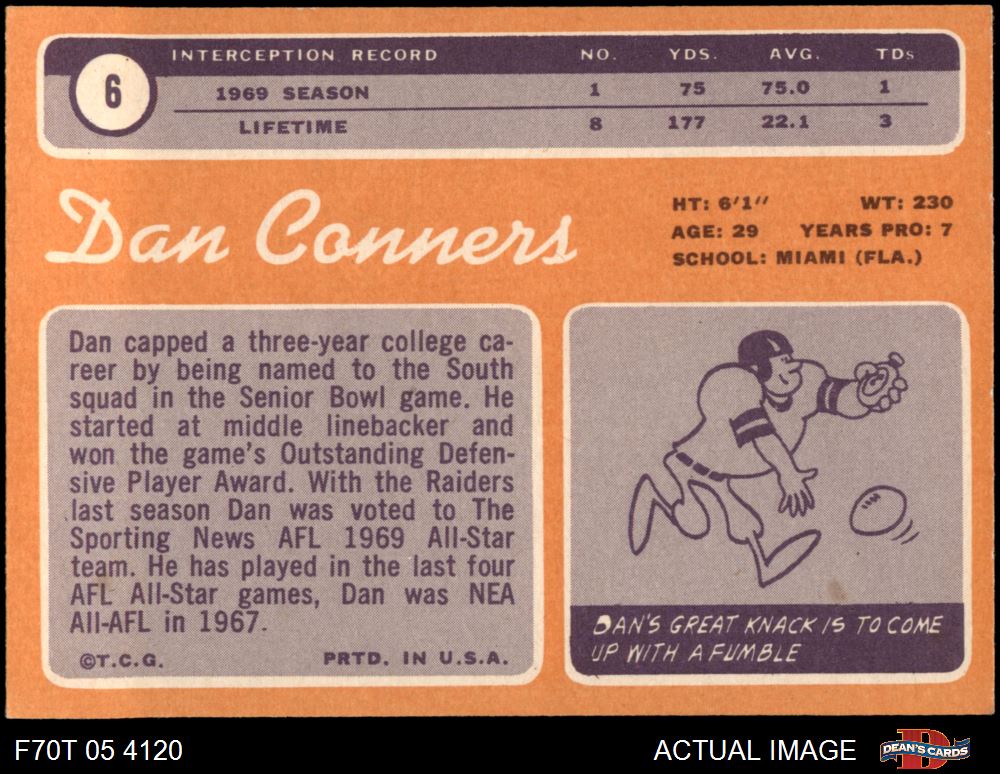 INTERCEPTION RECORD NO. YDS. AVG. TDs
6
1969 SEASON 1 75 75.0 1
LIFETIME 8 177 22.1 3
Dan Conners
HT: 6'1" WT: 230
AGE: 29 YEARS PRO: 7
SCHOOL: MIAMI (FLA.)
Dan capped a three-year college ca-
reer by being named to the South
squad in the Senior Bowl game. He
started at middle linebacker and
won the game's Outstanding Defen-
sive Player Award. With the Raiders
last season Dan was voted to The
Sporting News AFL 1969 All-Star
team. He has played in the last four
AFL All-Star games, Dan was NEA
All-AFL in 1967.
©T.C.G. PRTD. IN U.S.A.
DAN'S GREAT KNACK IS TO COME
UP WITH A FUMBLE
F70T 05 4120 ACTUAL IMAGE DEAN'S CARDS